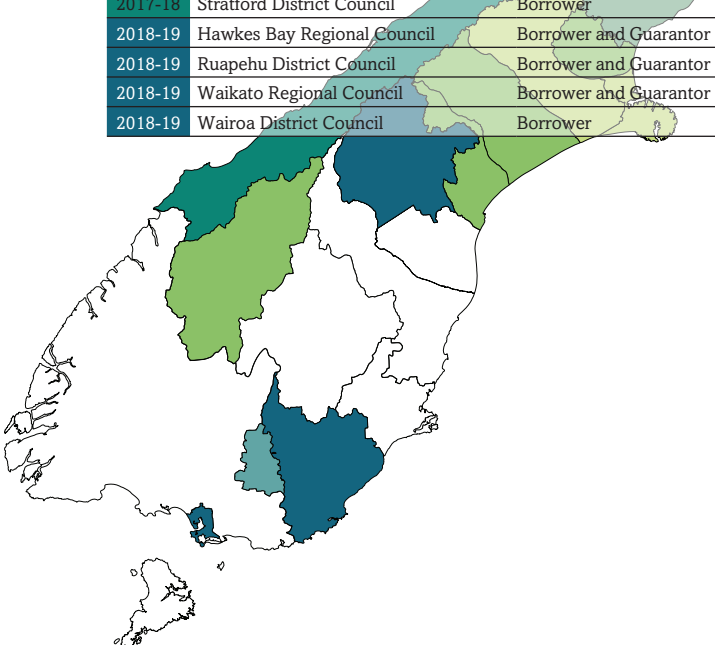 2017-18 Stratford District Council Borrower
2018-19 Hawkes Bay Regional Council Borrower and Guarantor
2018-19 Ruapehu District Council Borrower and Guarantor
2018-19 Waikato Regional Council Borrower and Guarantor
2018-19 Wairoa District Council Borrower